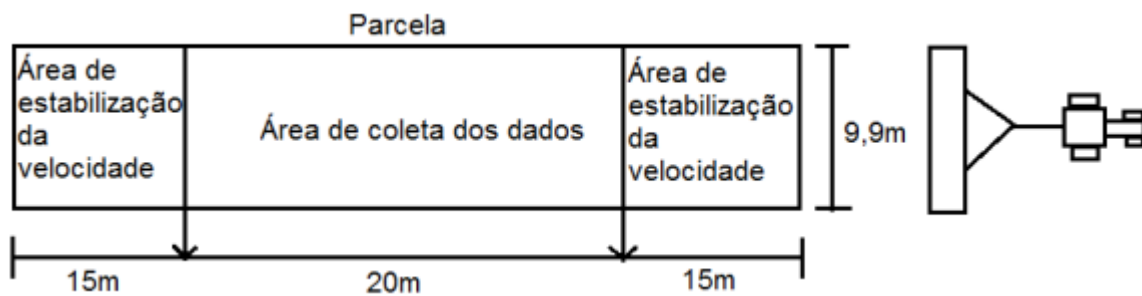 Parcela
Área de
estabilização
da
velocidade
Área de coleta dos dados
Área de
estabilização
da
velocidade
9,9m
15m
20m
15m